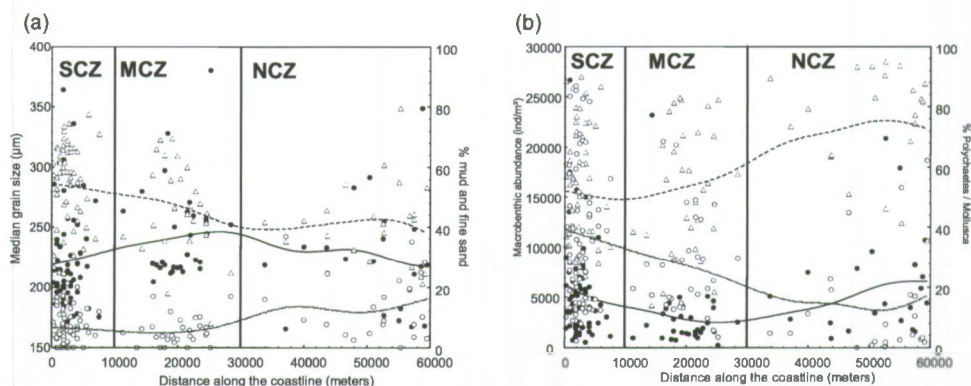 (a)
400
350
300
250
200
150
Median grain size (µm)
SCZ MCZ NCZ
100
80
60
40
20
0
% mud and fine sand
0 10000 20000 30000 40000 50000 60000
Distance along the coastline (meters)
(b)
30000
25000
20000
15000
10000
5000
0
Macrobenthic abundance (ind/m²)
SCZ MCZ NCZ
100
80
60
40
20
0
% Polychaetes / Mollusca
0 10000 20000 30000 40000 50000 60000
Distance along the coastline (meters)